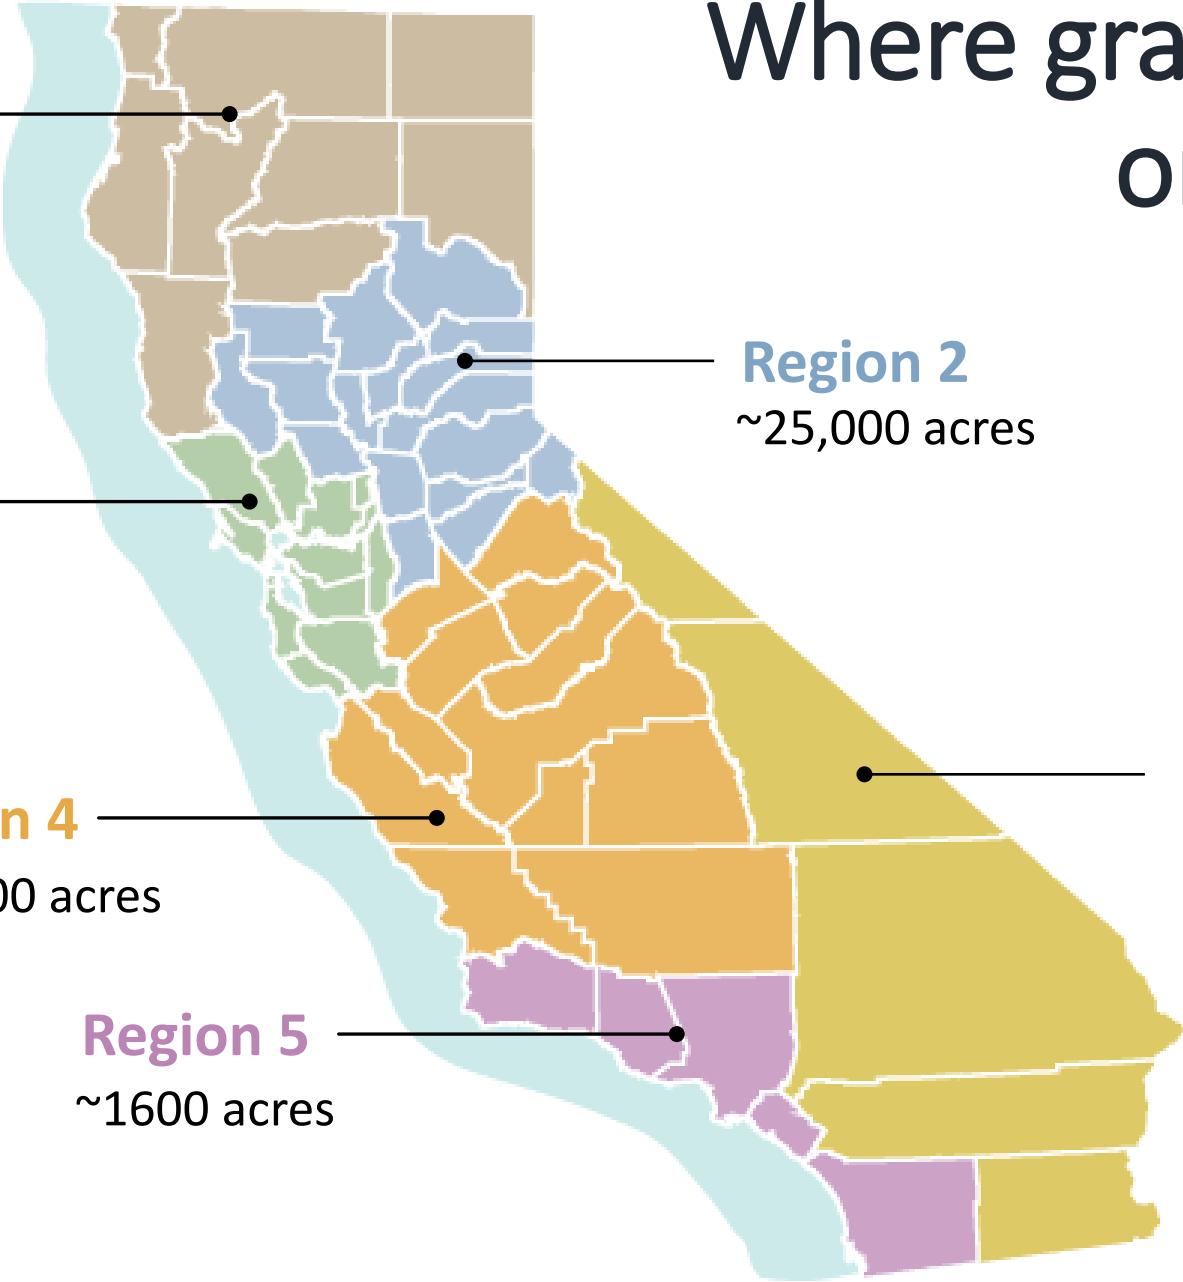 Where gra
Region 2
~25,000 acres
n 4
00 acres
Region 5
~1600 acres